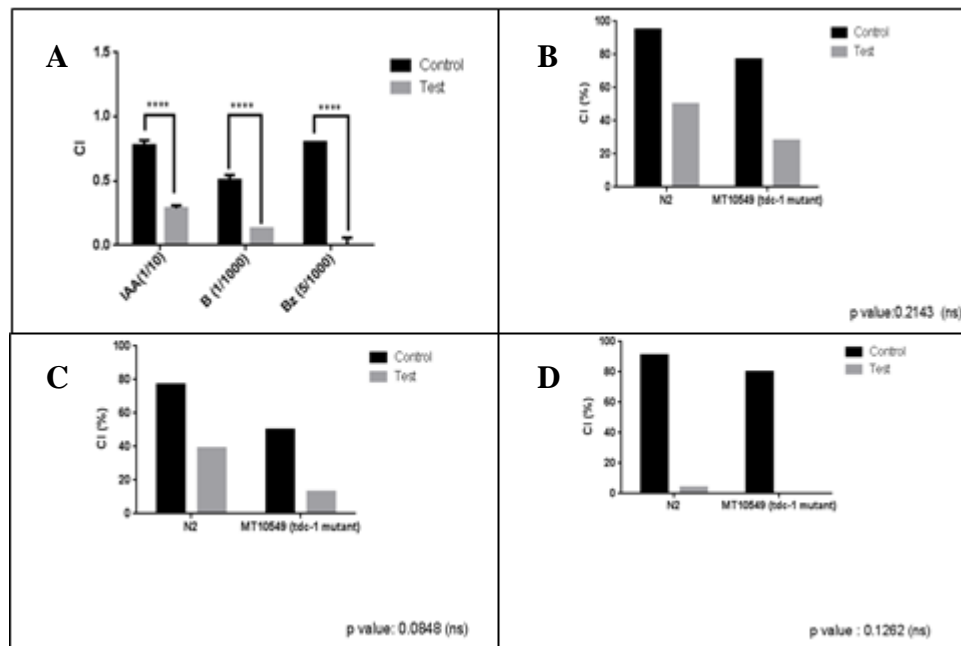 A
1.5
1.0
0.5
0.0
CI
****
****
****
Control
Test
IAA(1/10)
B (1/1000)
Bz (5/1000)
B
100
80
60
40
20
0
CI (%)
Control
Test
N2
MT10549 (tdc-1 mutant)
p value:0.2143 (ns)
C
100
80
60
40
20
0
CI (%)
Control
Test
N2
MT10549 (tdc-1 mutant)
p value: 0.0848 (ns)
D
100
80
60
40
20
0
CI (%)
Control
Test
N2
MT10549 (tdc-1 mutant)
p value : 0.1262 (ns)